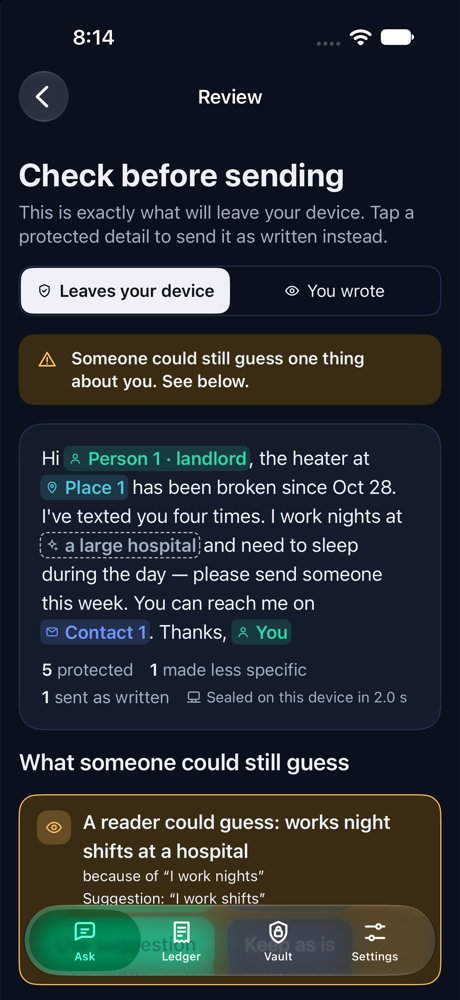 8:14
Review
Check before sending
This is exactly what will leave your device. Tap a
protected detail to send it as written instead.
Leaves your device
You wrote
Someone could still guess one thing
about you. See below.
Hi Person 1 · landlord, the heater at
Place 1 has been broken since Oct 28.
I've texted you four times. I work nights at
a large hospital and need to sleep
during the day — please send someone
this week. You can reach me on
Contact 1. Thanks, You
5 protected 1 made less specific
1 sent as written Sealed on this device in 2.0 s
What someone could still guess
A reader could guess: works night
shifts at a hospital
because of “I work nights”
Suggestion: “I work shifts”
Keep as is
Ask
Ledger
Vault
Settings